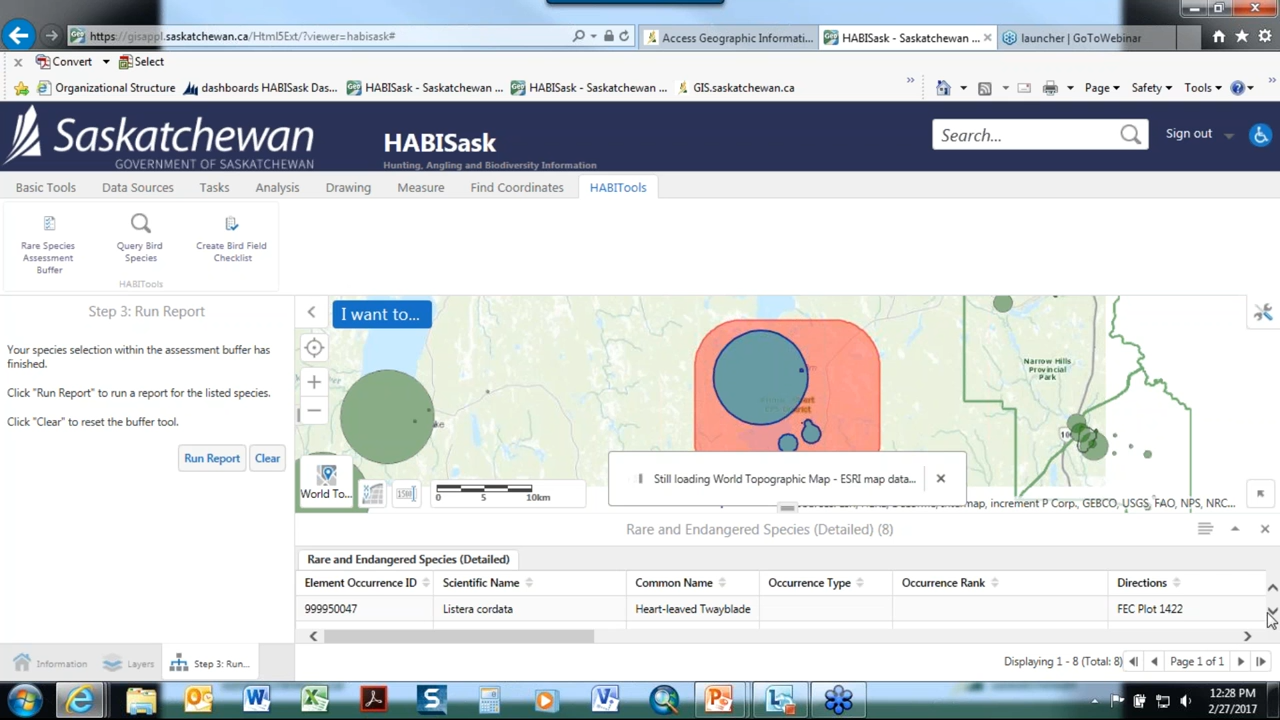 https://gisappl.saskatchewan.ca/Html5Ext/?viewer=habisask#
Access Geographic Informati...
HABISask - Saskatchewan ...
launcher | GoToWebinar
Convert
Select
Organizational Structure
dashboards HABISask Das...
HABISask - Saskatchewan ...
HABISask - Saskatchewan ...
GIS.saskatchewan.ca
Page
Safety
Tools
Saskatchewan
GOVERNMENT OF SASKATCHEWAN
HABISask
Hunting, Angling and Biodiversity Information
Search...
Sign out
Basic Tools
Data Sources
Tasks
Analysis
Drawing
Measure
Find Coordinates
HABITools
Rare Species Assessment Buffer
Query Bird Species
Create Bird Field Checklist
HABITools
Step 3: Run Report
Your species selection within the assessment buffer has
finished.
Click "Run Report" to run a report for the listed species.
Click "Clear" to reset the buffer tool.
Run Report
Clear
I want to...
Narrow Hills
Provincial
Park
World To...
0 5 10km
Still loading World Topographic Map - ESRI map data...
increment P Corp., GEBCO, USGS, FAO, NPS, NRC...
Rare and Endangered Species (Detailed) (8)
Rare and Endangered Species (Detailed)
Element Occurrence ID
Scientific Name
Common Name
Occurrence Type
Occurrence Rank
Directions
999950047
Listera cordata
Heart-leaved Twayblade
FEC Plot 1422
Displaying 1 - 8 (Total: 8)
Page 1 of 1
Information
Layers
Step 3: Run...
12:28 PM
2/27/2017